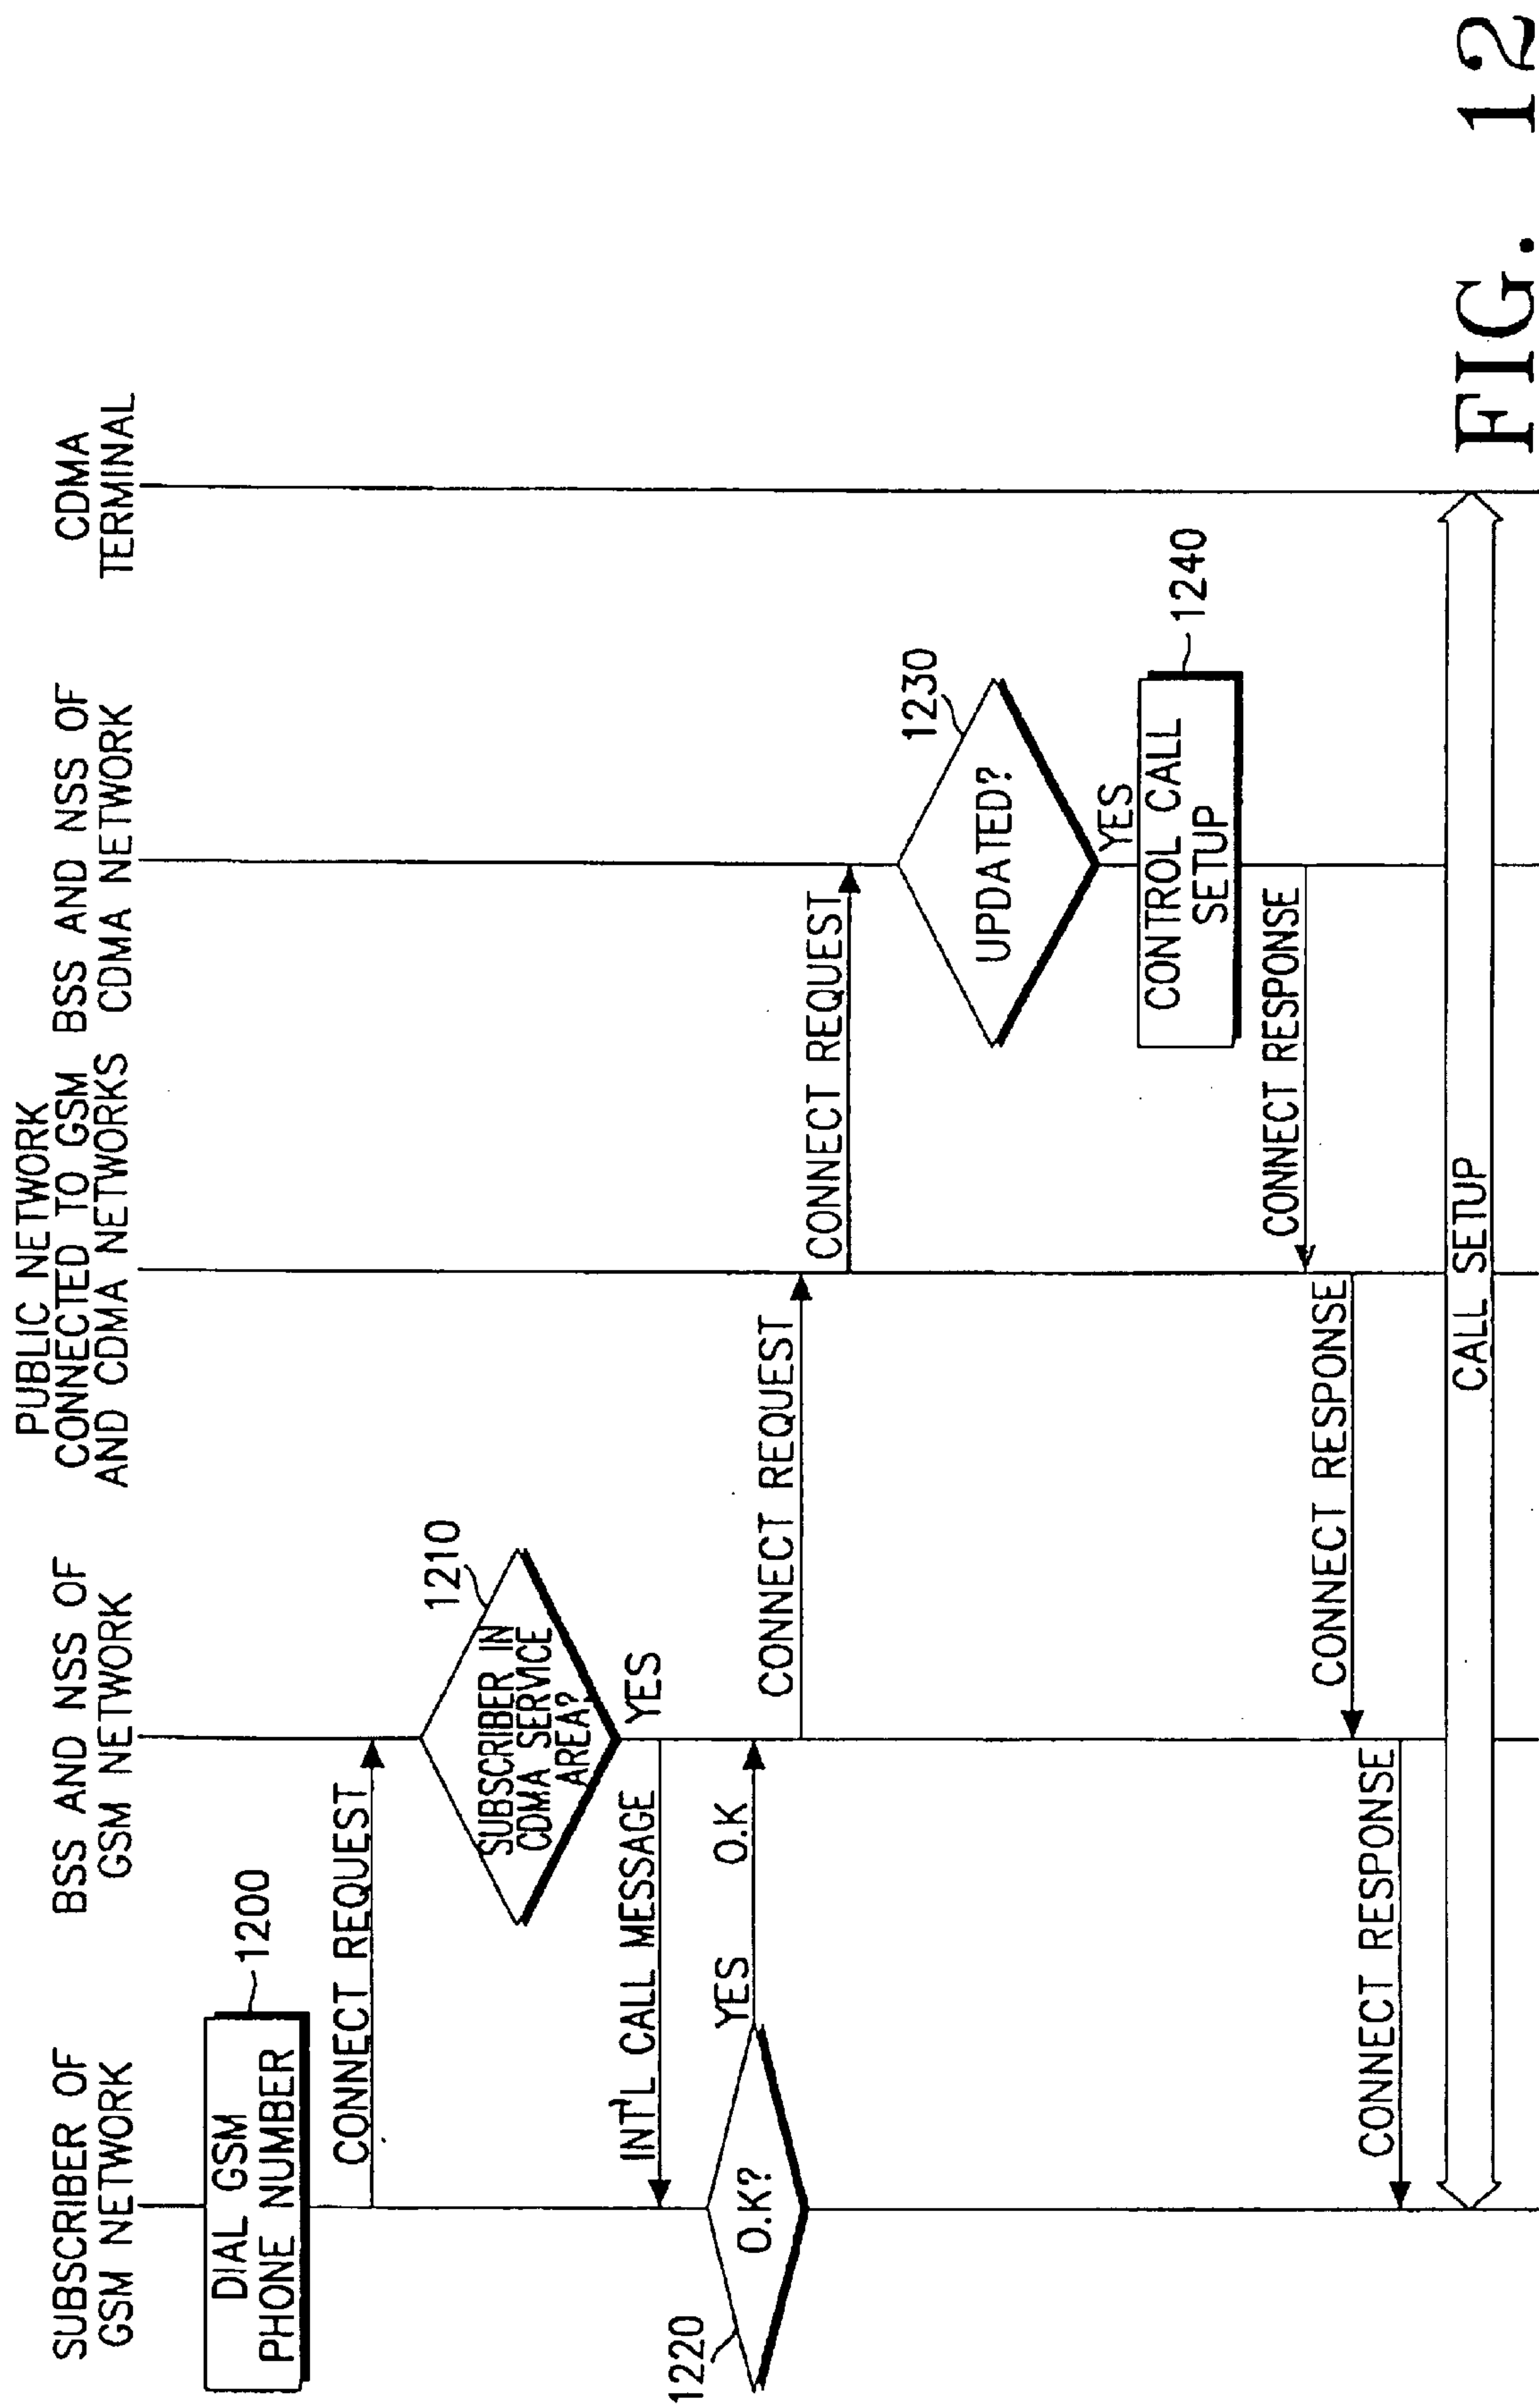 SUBSCRIBER OF
GSM NETWORK
BSS AND NSS OF
GSM NETWORK
PUBLIC NETWORK
CONNECTED TO GSM
AND CDMA NETWORKS
BSS AND NSS OF
CDMA NETWORK
CDMA
TERMINAL
DIAL GSM
PHONE NUMBER
1200
CONNECT REQUEST
SUBSCRIBER IN
CDMA SERVICE
AREA?
1210
YES
INT'L CALL MESSAGE
1220
O.K?
YES
O.K
CONNECT REQUEST
CONNECT REQUEST
UPDATED?
1230
YES
CONTROL CALL
SETUP
1240
CONNECT RESPONSE
CONNECT RESPONSE
CONNECT RESPONSE
CALL SETUP
FIG. 12